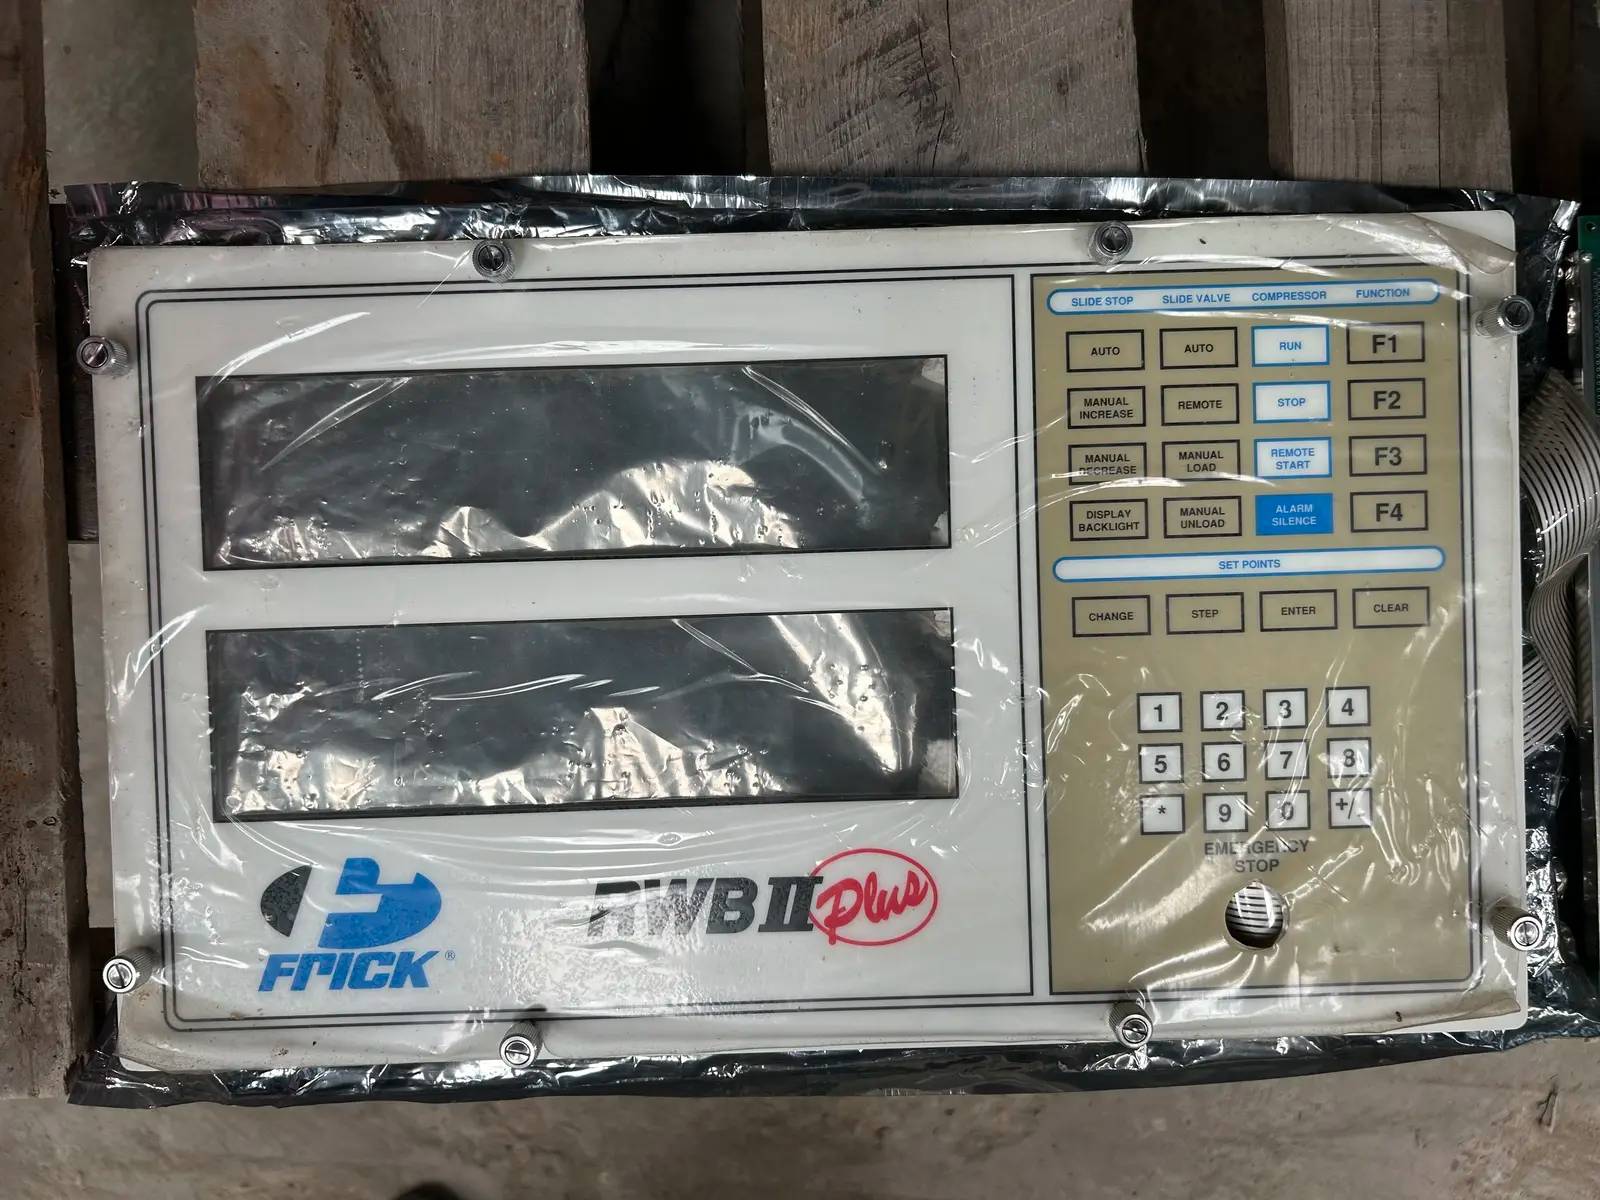 SLIDE STOP SLIDE VALVE COMPRESSOR FUNCTION
AUTO AUTO RUN F1
MANUAL INCREASE REMOTE STOP F2
MANUAL DECREASE MANUAL LOAD REMOTE START F3
DISPLAY BACKLIGHT MANUAL UNLOAD ALARM SILENCE F4
SET POINTS
CHANGE STEP ENTER CLEAR
1 2 3 4
5 6 7 8
* 9 0 +/-
EMERGENCY
STOP
FRICK®
RWB II Plus